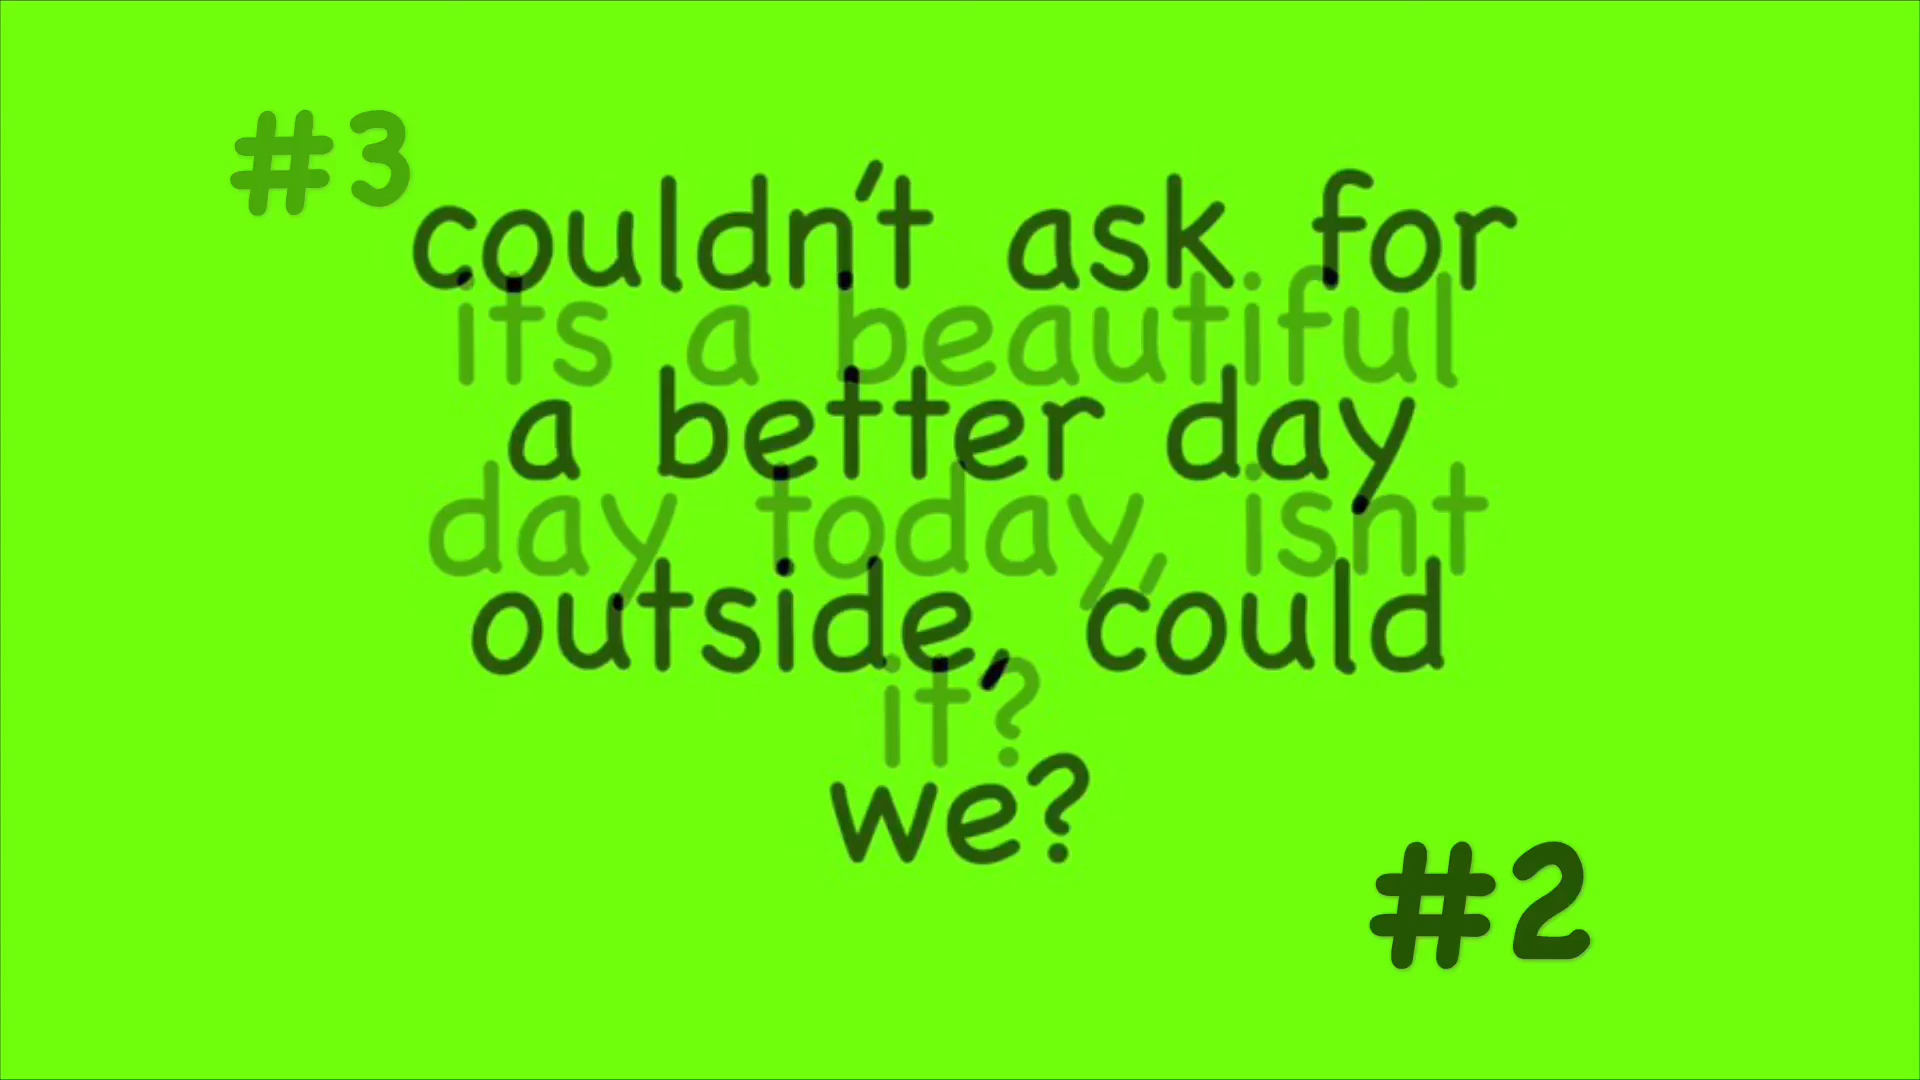 #3
couldn't ask for
its a beautiful
a better day
day today, isnt
outside, could
it?
we?
#2